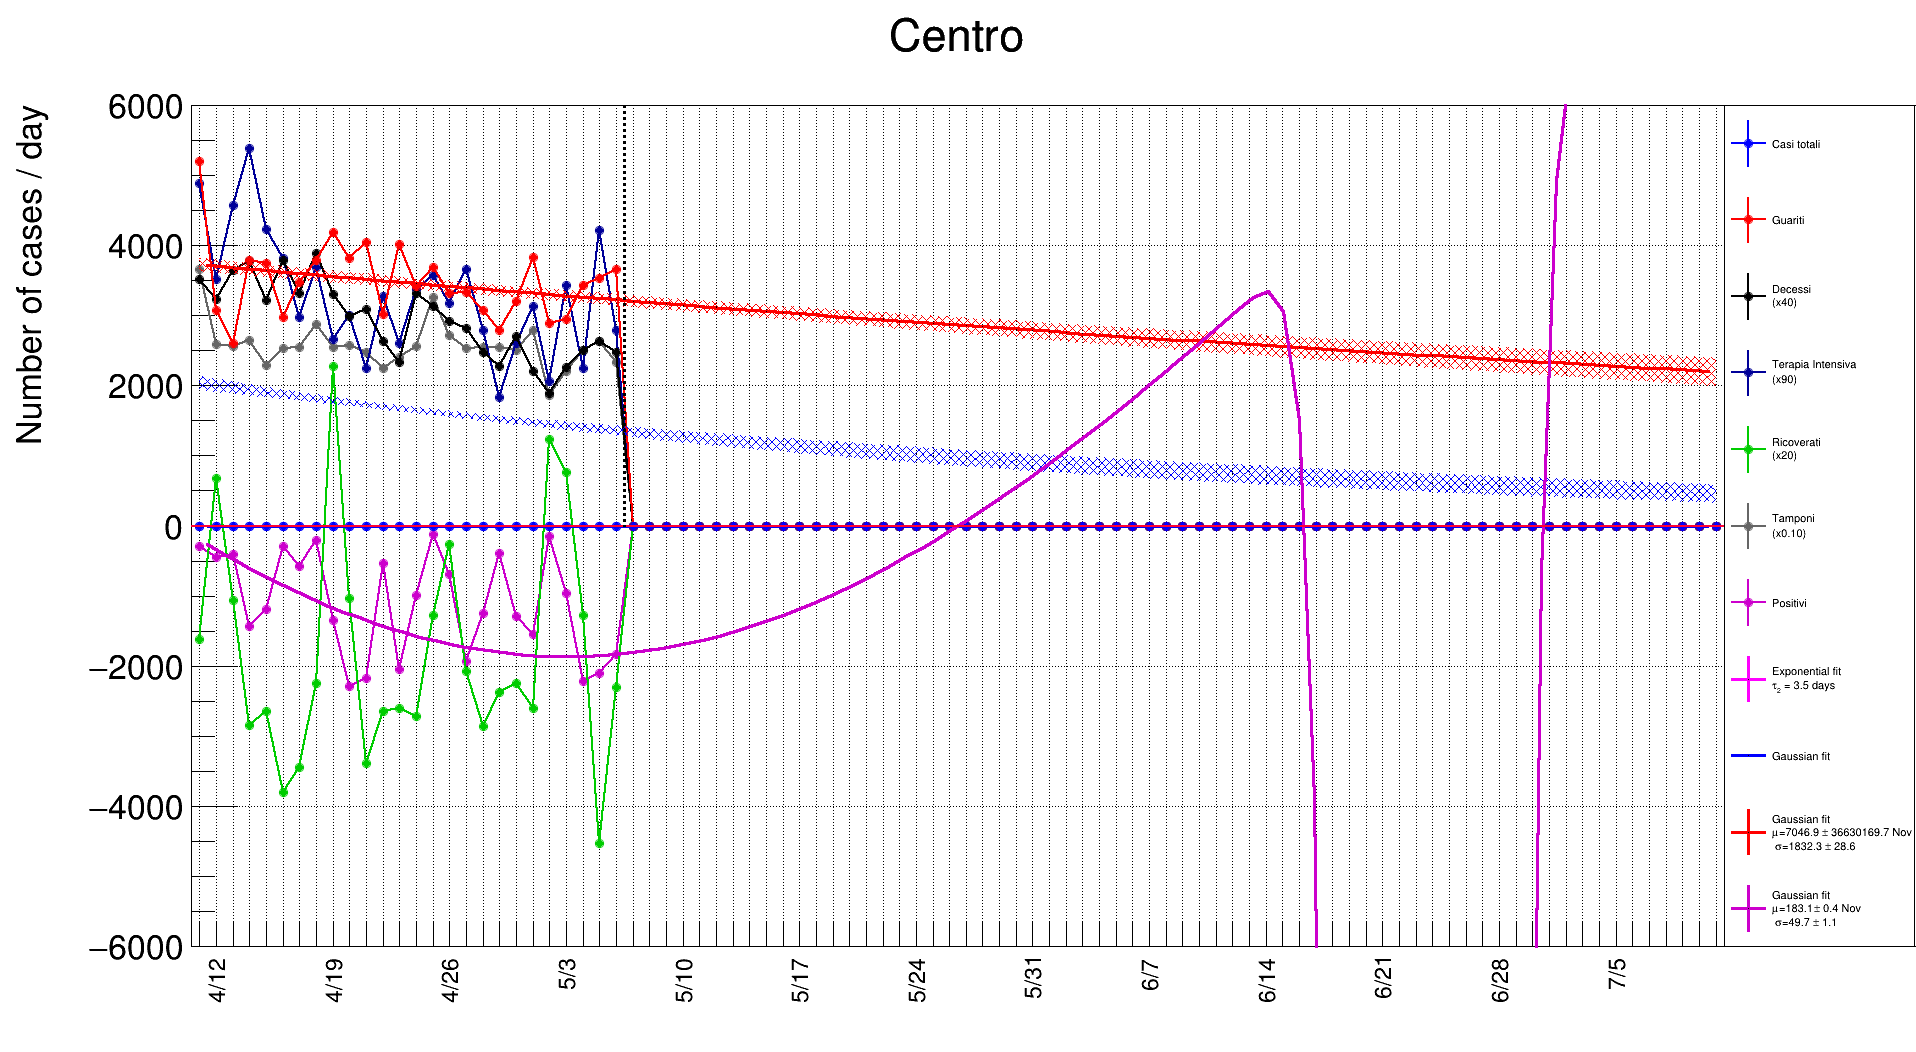 Centro
Number of cases / day
6000
4000
2000
0
−2000
−4000
−6000
4/12
4/19
4/26
5/3
5/10
5/17
5/24
5/31
6/7
6/14
6/21
6/28
7/5
Casi totali
Guariti
Decessi
(x40)
Terapia Intensiva
(x90)
Ricoverati
(x20)
Tamponi
(x0.10)
Positivi
Exponential fit
τ2 = 3.5 days
Gaussian fit
Gaussian fit
μ=7046.9 ± 36630169.7 Nov
σ=1832.3 ± 28.6
Gaussian fit
μ=183.1 ± 0.4 Nov
σ=49.7 ± 1.1